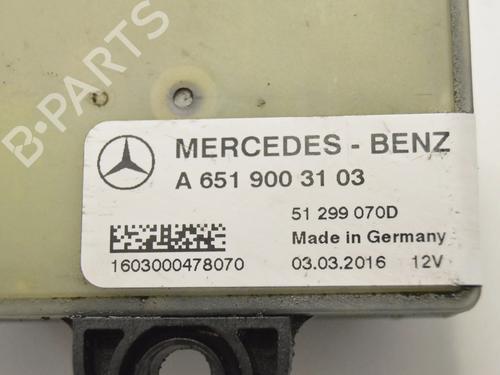 B-PARTS
MERCEDES - BENZ
A 651 900 31 03
51 299 070D
Made in Germany
1603000478070
03.03.2016 12V